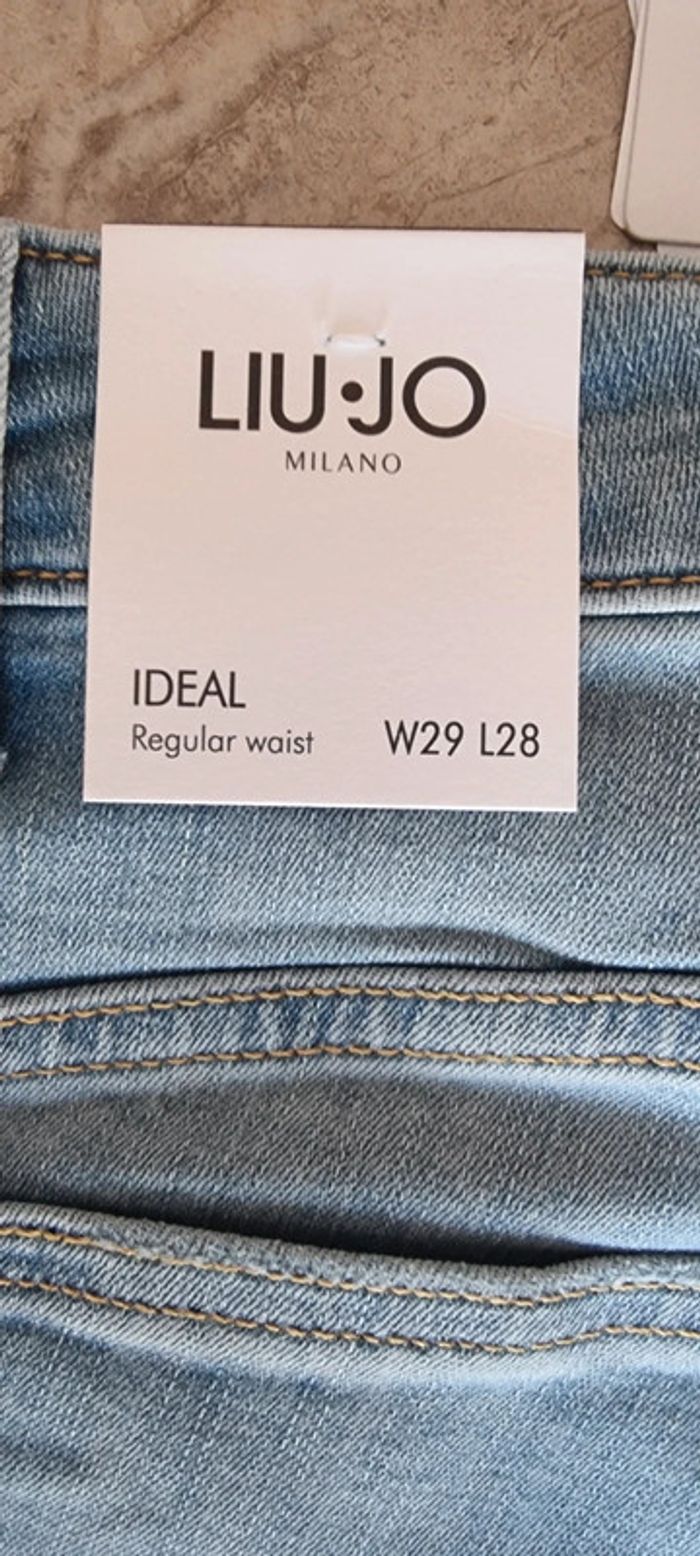 LIU•JO
MILANO
IDEAL
Regular waist
W29 L28